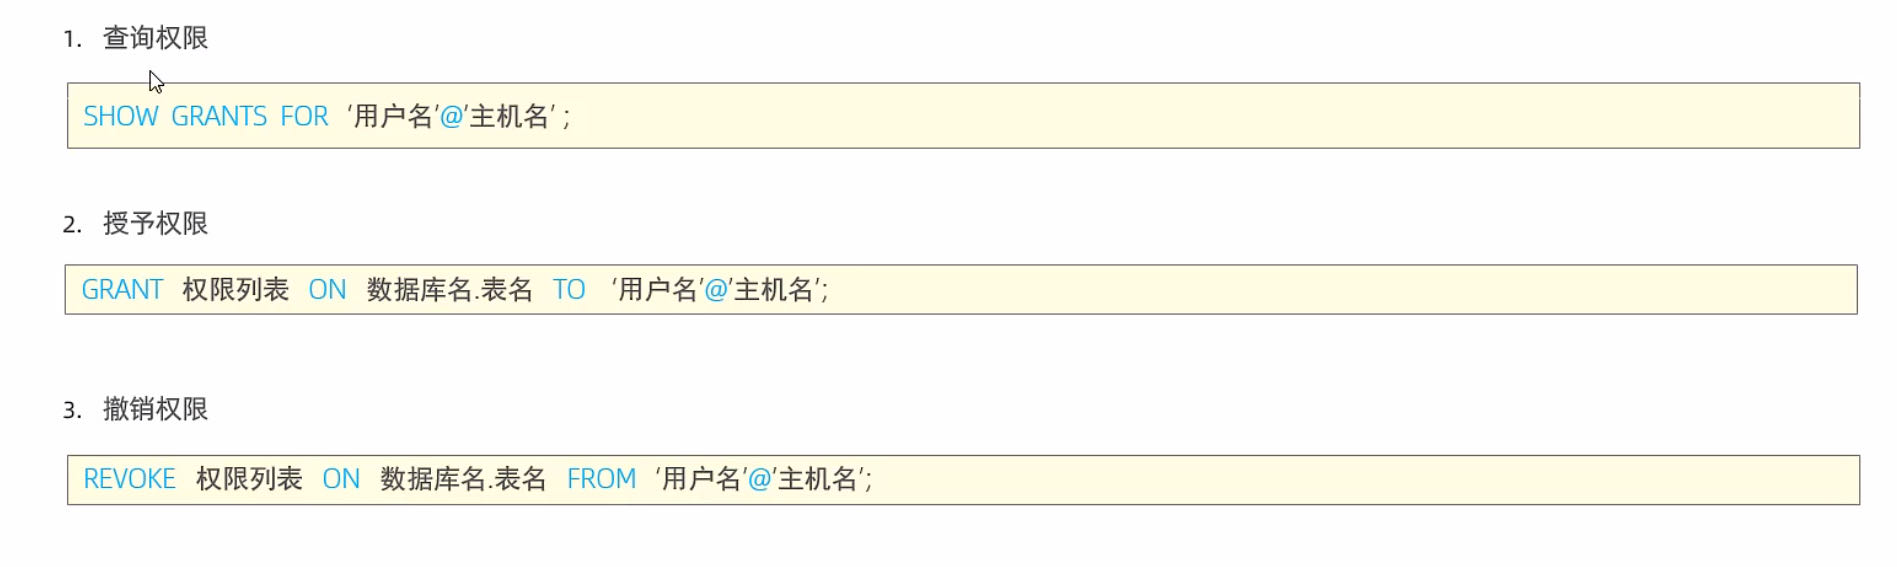 1. 查询权限
SHOW GRANTS FOR '用户名'@'主机名' ;
2. 授予权限
GRANT 权限列表 ON 数据库名.表名 TO '用户名'@'主机名';
3. 撤销权限
REVOKE 权限列表 ON 数据库名.表名 FROM '用户名'@'主机名';